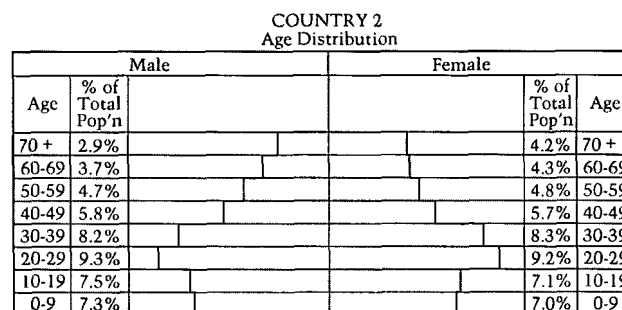 COUNTRY 2
Age Distribution
Male Female
Age % of Total Pop'n % of Total Pop'n Age
70 + 2.9% 4.2% 70 +
60-69 3.7% 4.3% 60-69
50-59 4.7% 4.8% 50-59
40-49 5.8% 5.7% 40-49
30-39 8.2% 8.3% 30-39
20-29 9.3% 9.2% 20-29
10-19 7.5% 7.1% 10-19
0-9 7.3% 7.0% 0-9